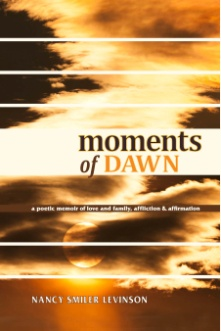 moments
of DAWN
a poetic memoir of love and family, affliction & affirmation
NANCY SMILER LEVINSON